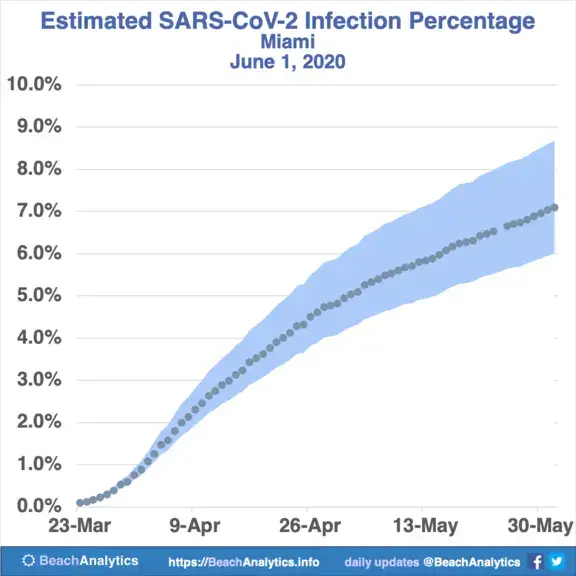 Estimated SARS-CoV-2 Infection Percentage
Miami
June 1, 2020
10.0%
9.0%
8.0%
7.0%
6.0%
5.0%
4.0%
3.0%
2.0%
1.0%
0.0%
23-Mar 9-Apr 26-Apr 13-May 30-May
BeachAnalytics https://BeachAnalytics.info daily updates @BeachAnalytics